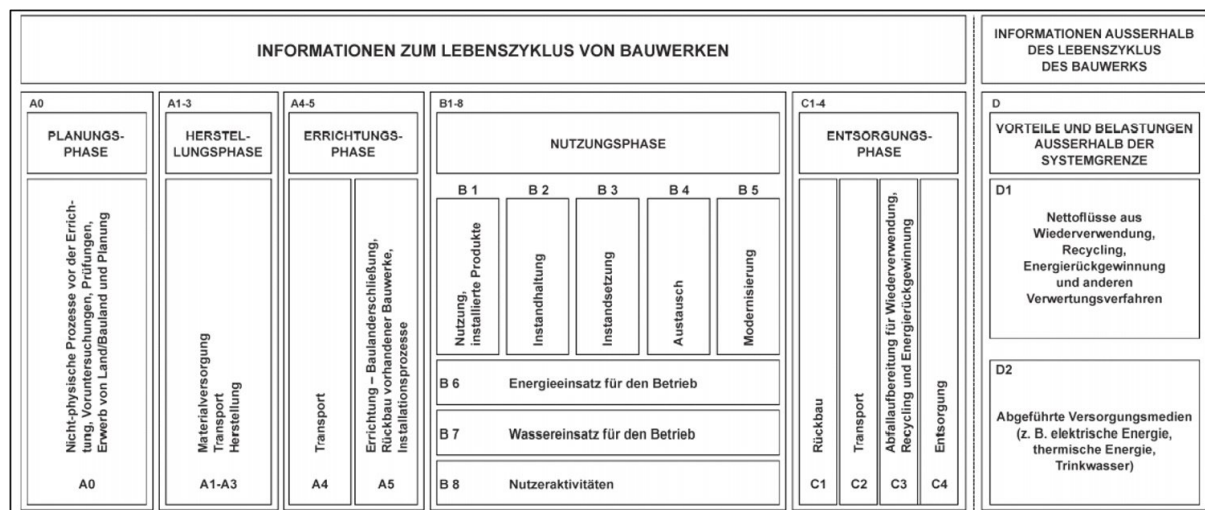 INFORMATIONEN ZUM LEBENSZYKLUS VON BAUWERKEN
INFORMATIONEN AUSSERHALB
DES LEBENSZYKLUS
DES BAUWERKS
A0
PLANUNGS-
PHASE
Nicht-physische Prozesse vor der Errich-
tung, Voruntersuchungen, Prüfungen,
Erwerb von Land/Bauland und Planung
A0
A1-3
HERSTEL-
LUNGSPHASE
Materialversorgung
Transport
Herstellung
A1-A3
A4-5
ERRICHTUNGS-
PHASE
Transport
A4
Errichtung – Baulanderschließung,
Rückbau vorhandener Bauwerke,
Installationsprozesse
A5
B1-8
NUTZUNGSPHASE
B 1
Nutzung,
installierte Produkte
B 2
Instandhaltung
B 3
Instandsetzung
B 4
Austausch
B 5
Modernisierung
B 6 Energieeinsatz für den Betrieb
B 7 Wassereinsatz für den Betrieb
B 8 Nutzeraktivitäten
C1-4
ENTSORGUNGS-
PHASE
Rückbau
C1
Transport
C2
Abfallaufbereitung für Wiederverwendung,
Recycling und Energierückgewinnung
C3
Entsorgung
C4
D
VORTEILE UND BELASTUNGEN
AUSSERHALB DER
SYSTEMGRENZE
D1
Nettoflüsse aus
Wiederverwendung,
Recycling,
Energierückgewinnung
und anderen
Verwertungsverfahren
D2
Abgeführte Versorgungsmedien
(z. B. elektrische Energie,
thermische Energie,
Trinkwasser)